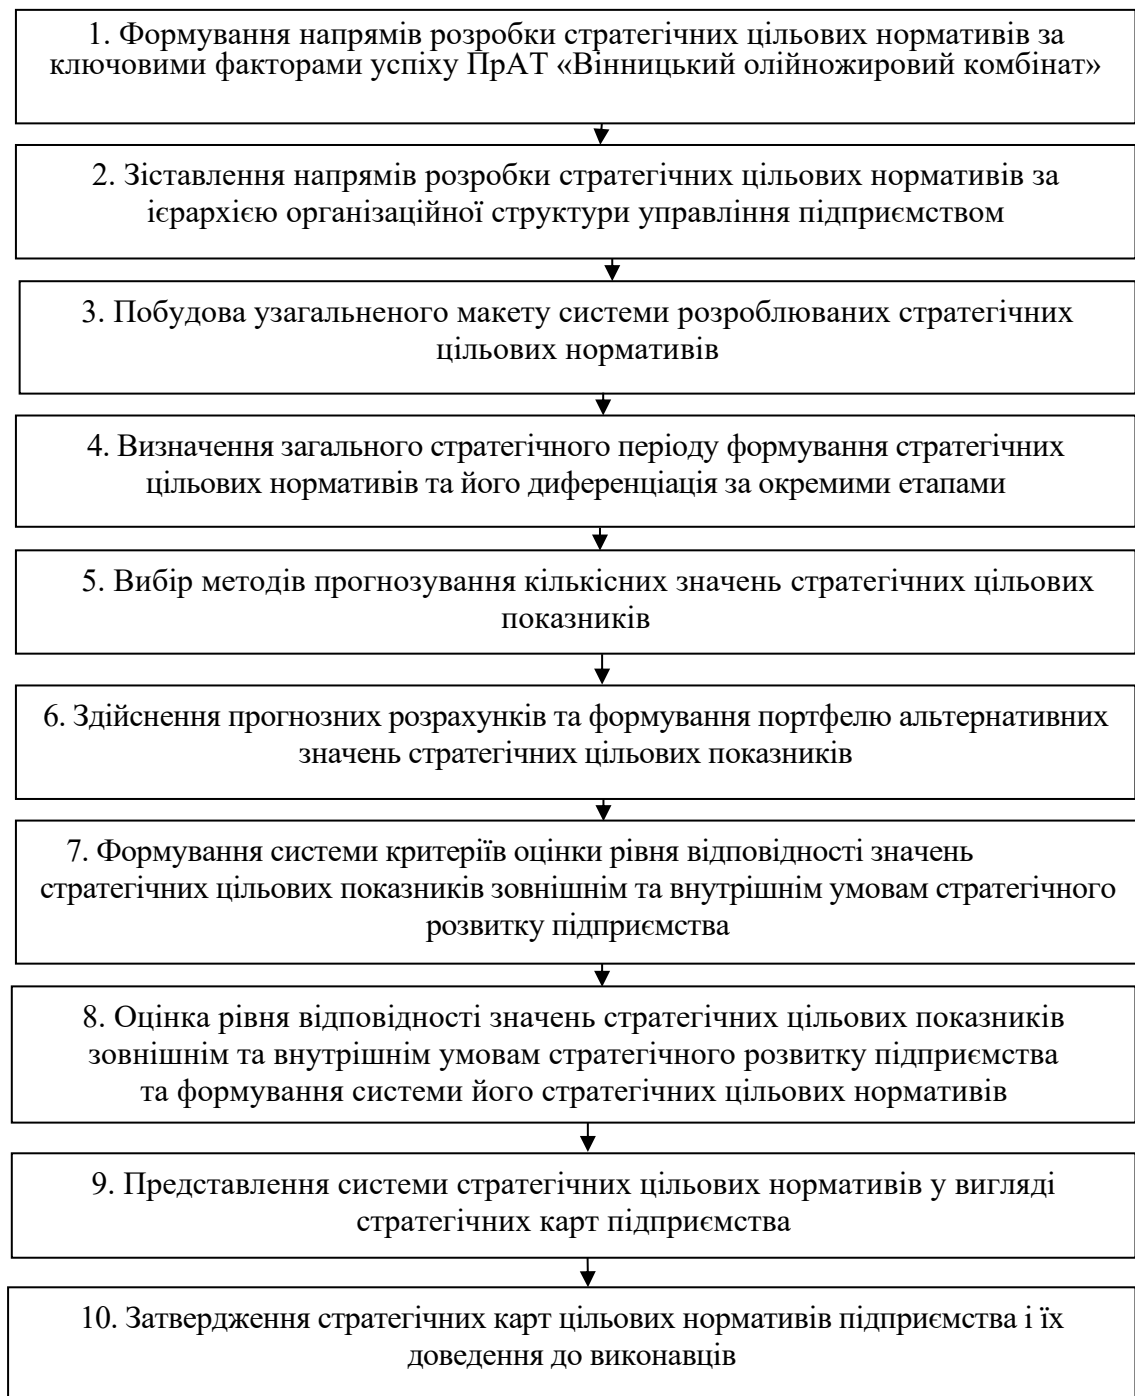 1. Формування напрямів розробки стратегічних цільових нормативів за
ключовими факторами успіху ПрАТ «Вінницький олійножировий комбінат»
2. Зіставлення напрямів розробки стратегічних цільових нормативів за
ієрархією організаційної структури управління підприємством
3. Побудова узагальненого макету системи розроблюваних стратегічних
цільових нормативів
4. Визначення загального стратегічного періоду формування стратегічних
цільових нормативів та його диференціація за окремими етапами
5. Вибір методів прогнозування кількісних значень стратегічних цільових
показників
6. Здійснення прогнозних розрахунків та формування портфелю альтернативних
значень стратегічних цільових показників
7. Формування системи критеріїв оцінки рівня відповідності значень
стратегічних цільових показників зовнішнім та внутрішнім умовам стратегічного
розвитку підприємства
8. Оцінка рівня відповідності значень стратегічних цільових показників
зовнішнім та внутрішнім умовам стратегічного розвитку підприємства
та формування системи його стратегічних цільових нормативів
9. Представлення системи стратегічних цільових нормативів у вигляді
стратегічних карт підприємства
10. Затвердження стратегічних карт цільових нормативів підприємства і їх
доведення до виконавців